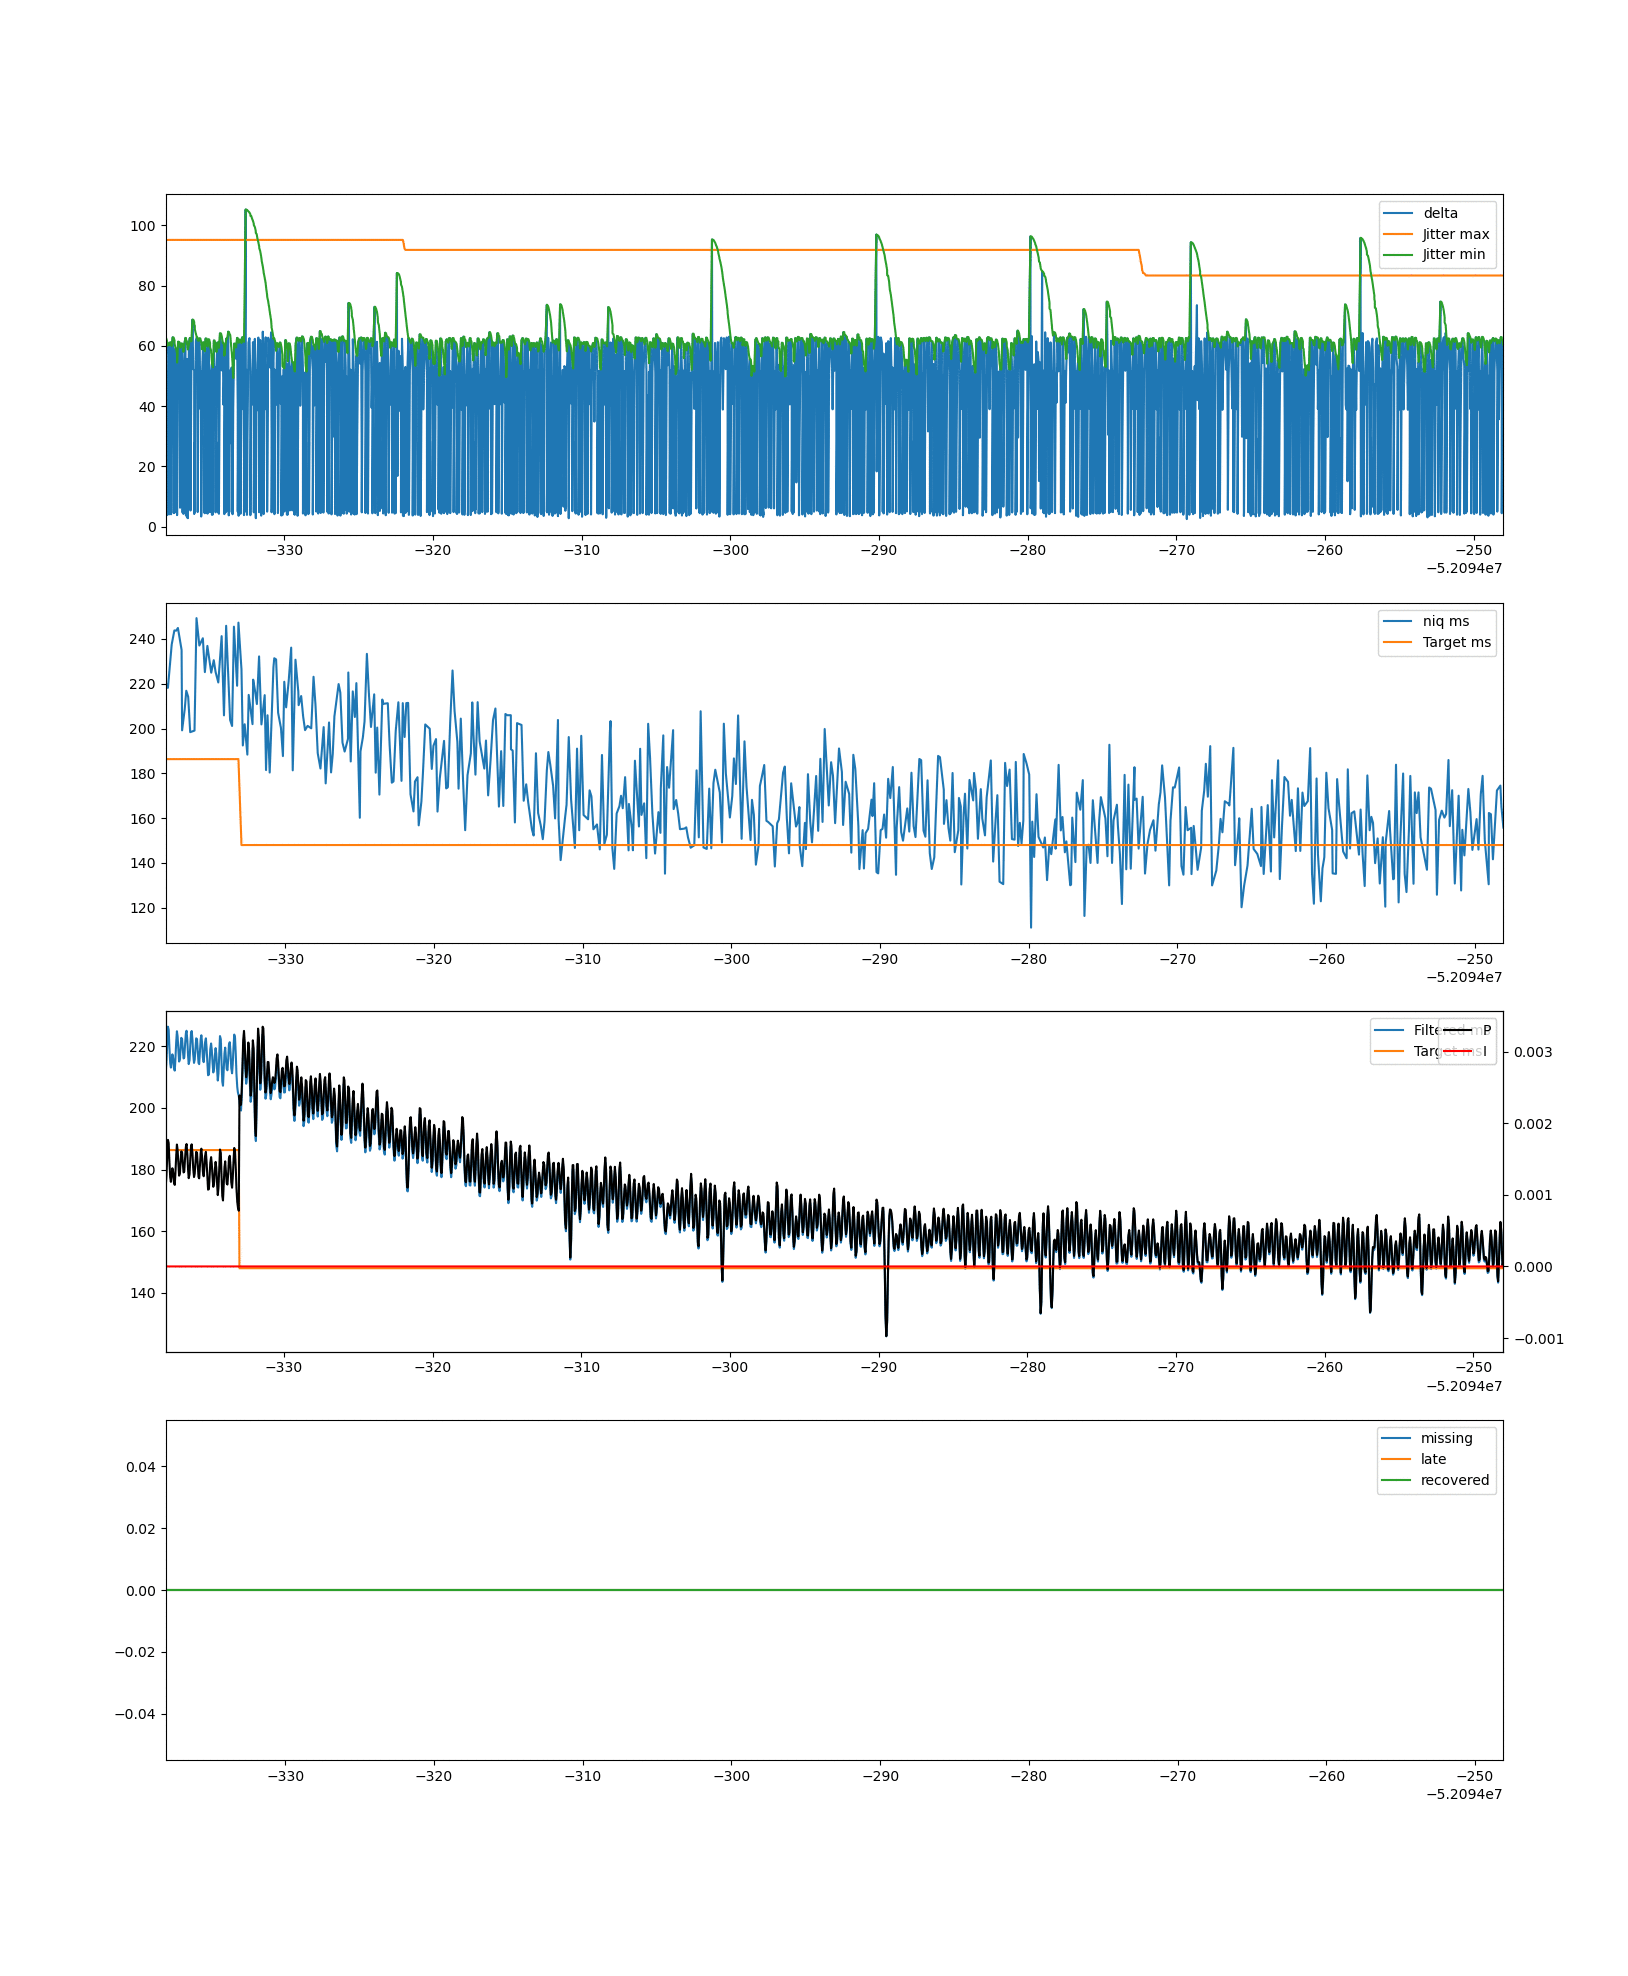 100
80
60
40
20
0
−330 −320 −310 −300 −290 −280 −270 −260 −250
−5.2094e7
delta
Jitter max
Jitter min
240
220
200
180
160
140
120
−330 −320 −310 −300 −290 −280 −270 −260 −250
−5.2094e7
niq ms
Target ms
220
200
180
160
140
0.003
0.002
0.001
0.000
−0.001
−330 −320 −310 −300 −290 −280 −270 −260 −250
−5.2094e7
Filtered ms
Target ms
P
I
0.04
0.02
0.00
−0.02
−0.04
−330 −320 −310 −300 −290 −280 −270 −260 −250
−5.2094e7
missing
late
recovered